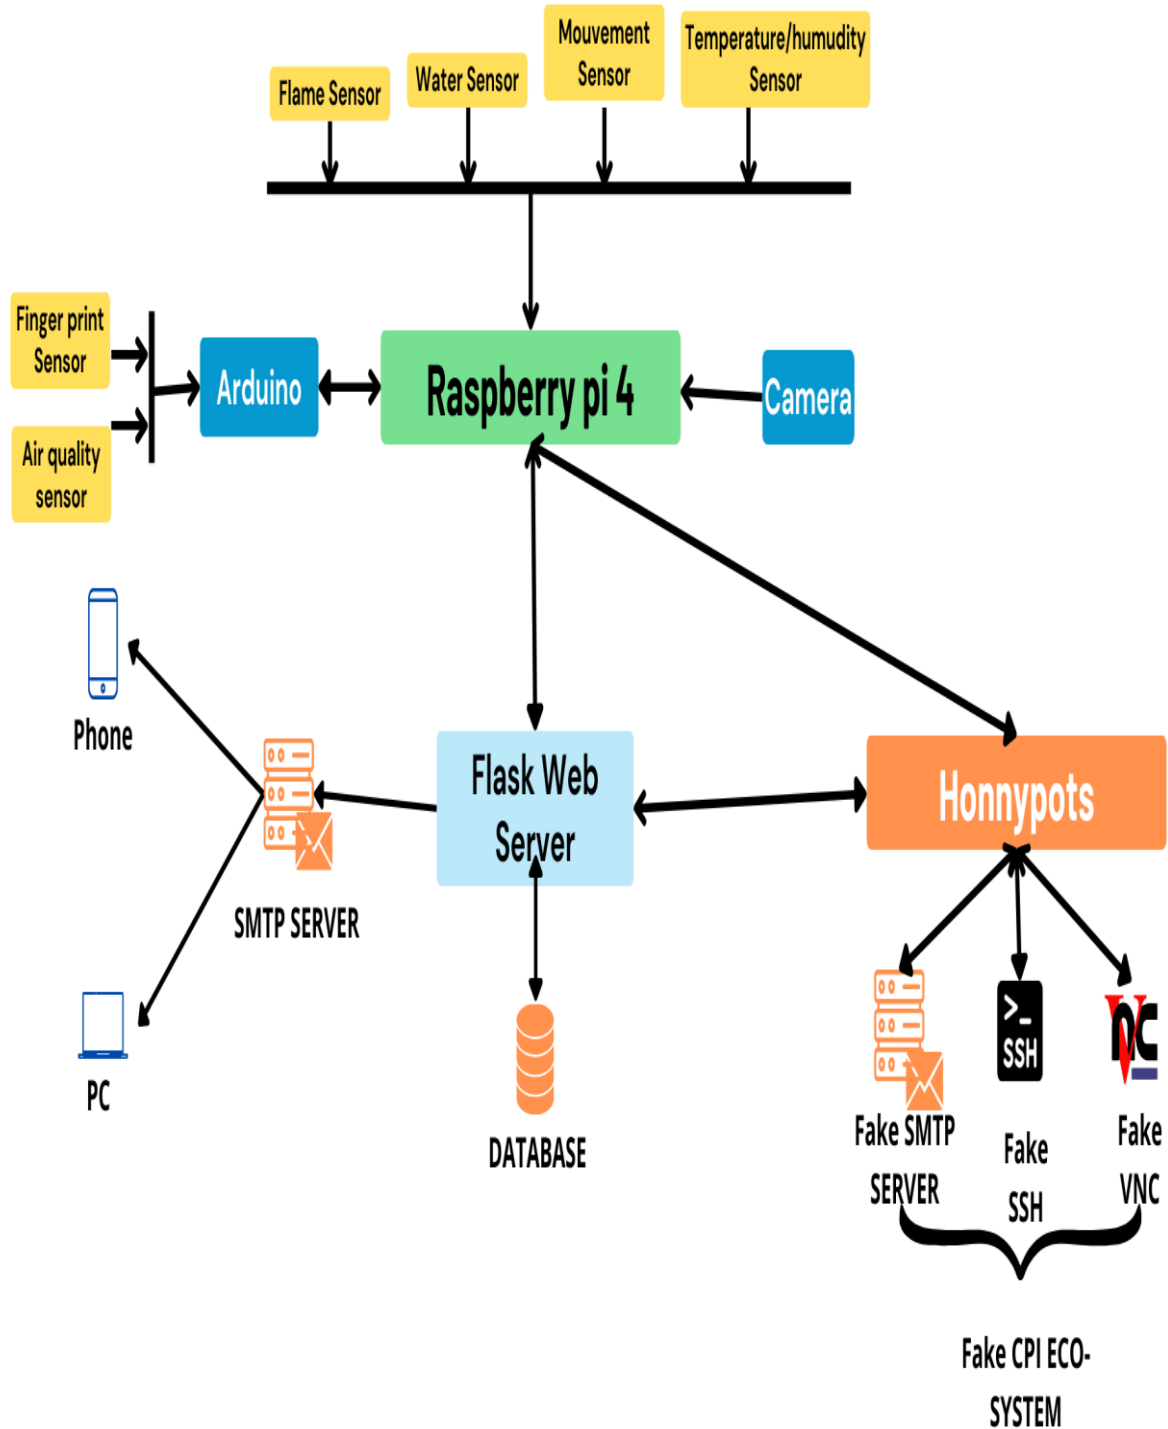 Mouvement
Sensor
Temperature/humudity
Sensor
Water Sensor
Flame Sensor
Finger print
Sensor
Arduino
Raspberry pi 4
Camera
Air quality
sensor
Phone
Flask Web
Server
Honnypots
SMTP SERVER
>_
SSH
VNC
PC
DATABASE
Fake SMTP
SERVER
Fake
SSH
Fake
VNC
Fake CPI ECO-
SYSTEM